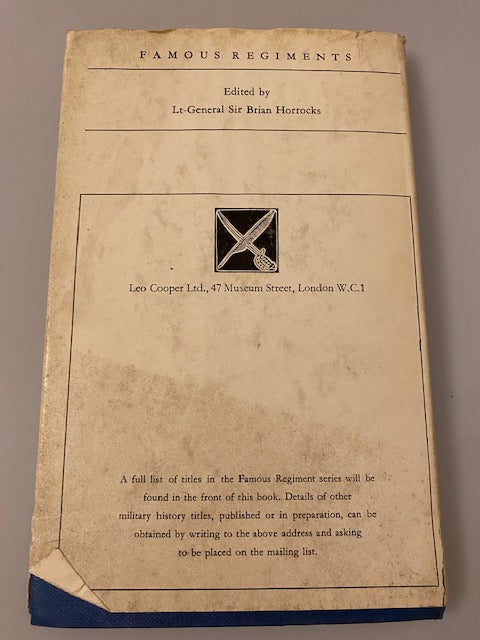 FAMOUS REGIMENTS
Edited by
Lt-General Sir Brian Horrocks
Leo Cooper Ltd., 47 Museum Street, London W.C.1
A full list of titles in the Famous Regiment series will be
found in the front of this book. Details of other
military history titles, published or in preparation, can be
obtained by writing to the above address and asking
to be placed on the mailing list.